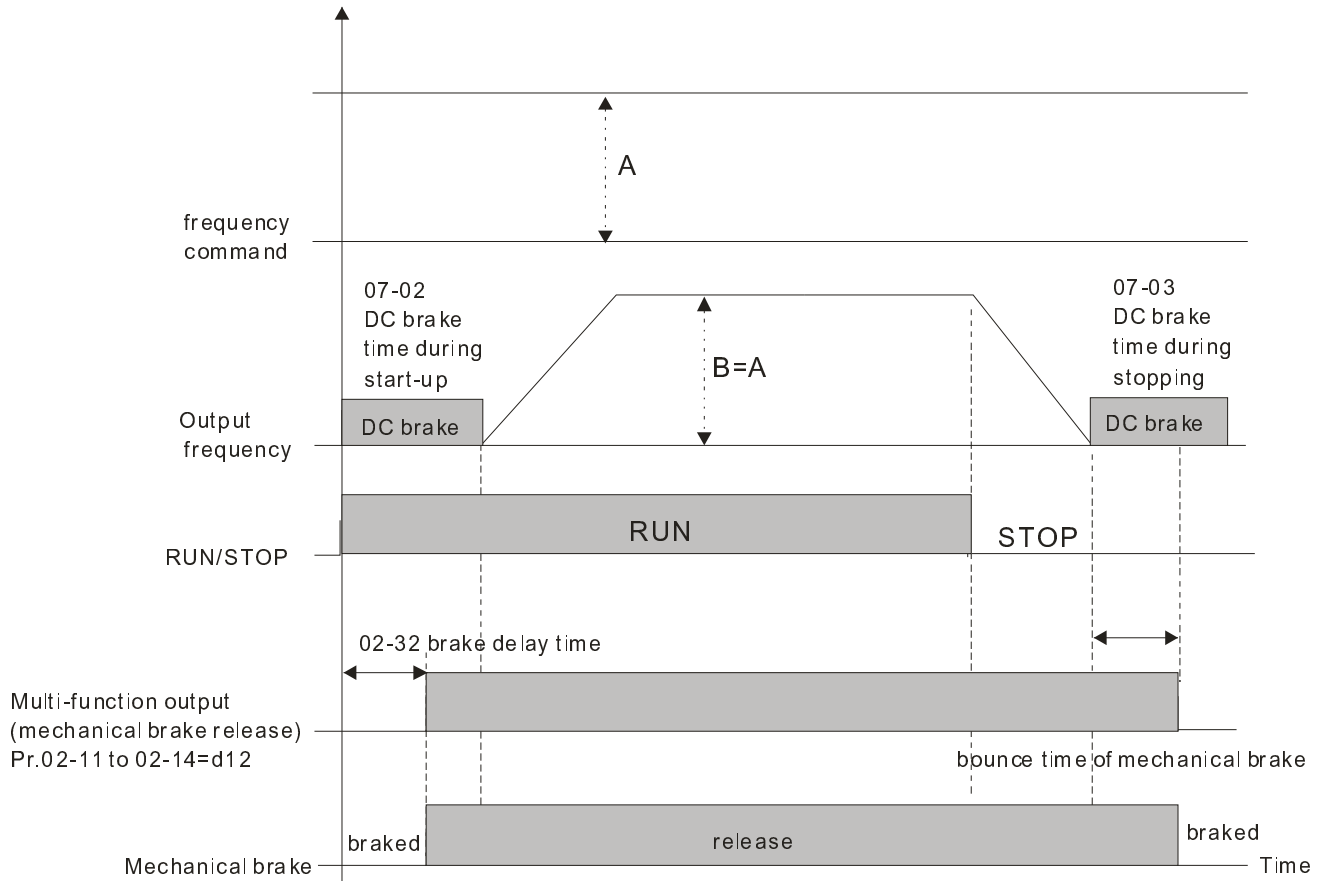 A
frequency
command
07-02
DC brake
time during
start-up
07-03
DC brake
time during
stopping
B=A
Output
frequency
DC brake
DC brake
RUN
STOP
RUN/STOP
02-32 brake delay time
Multi-function output
(mechanical brake release)
Pr.02-11 to 02-14=d12
bounce time of mechanical brake
braked
release
braked
Mechanical brake
Time